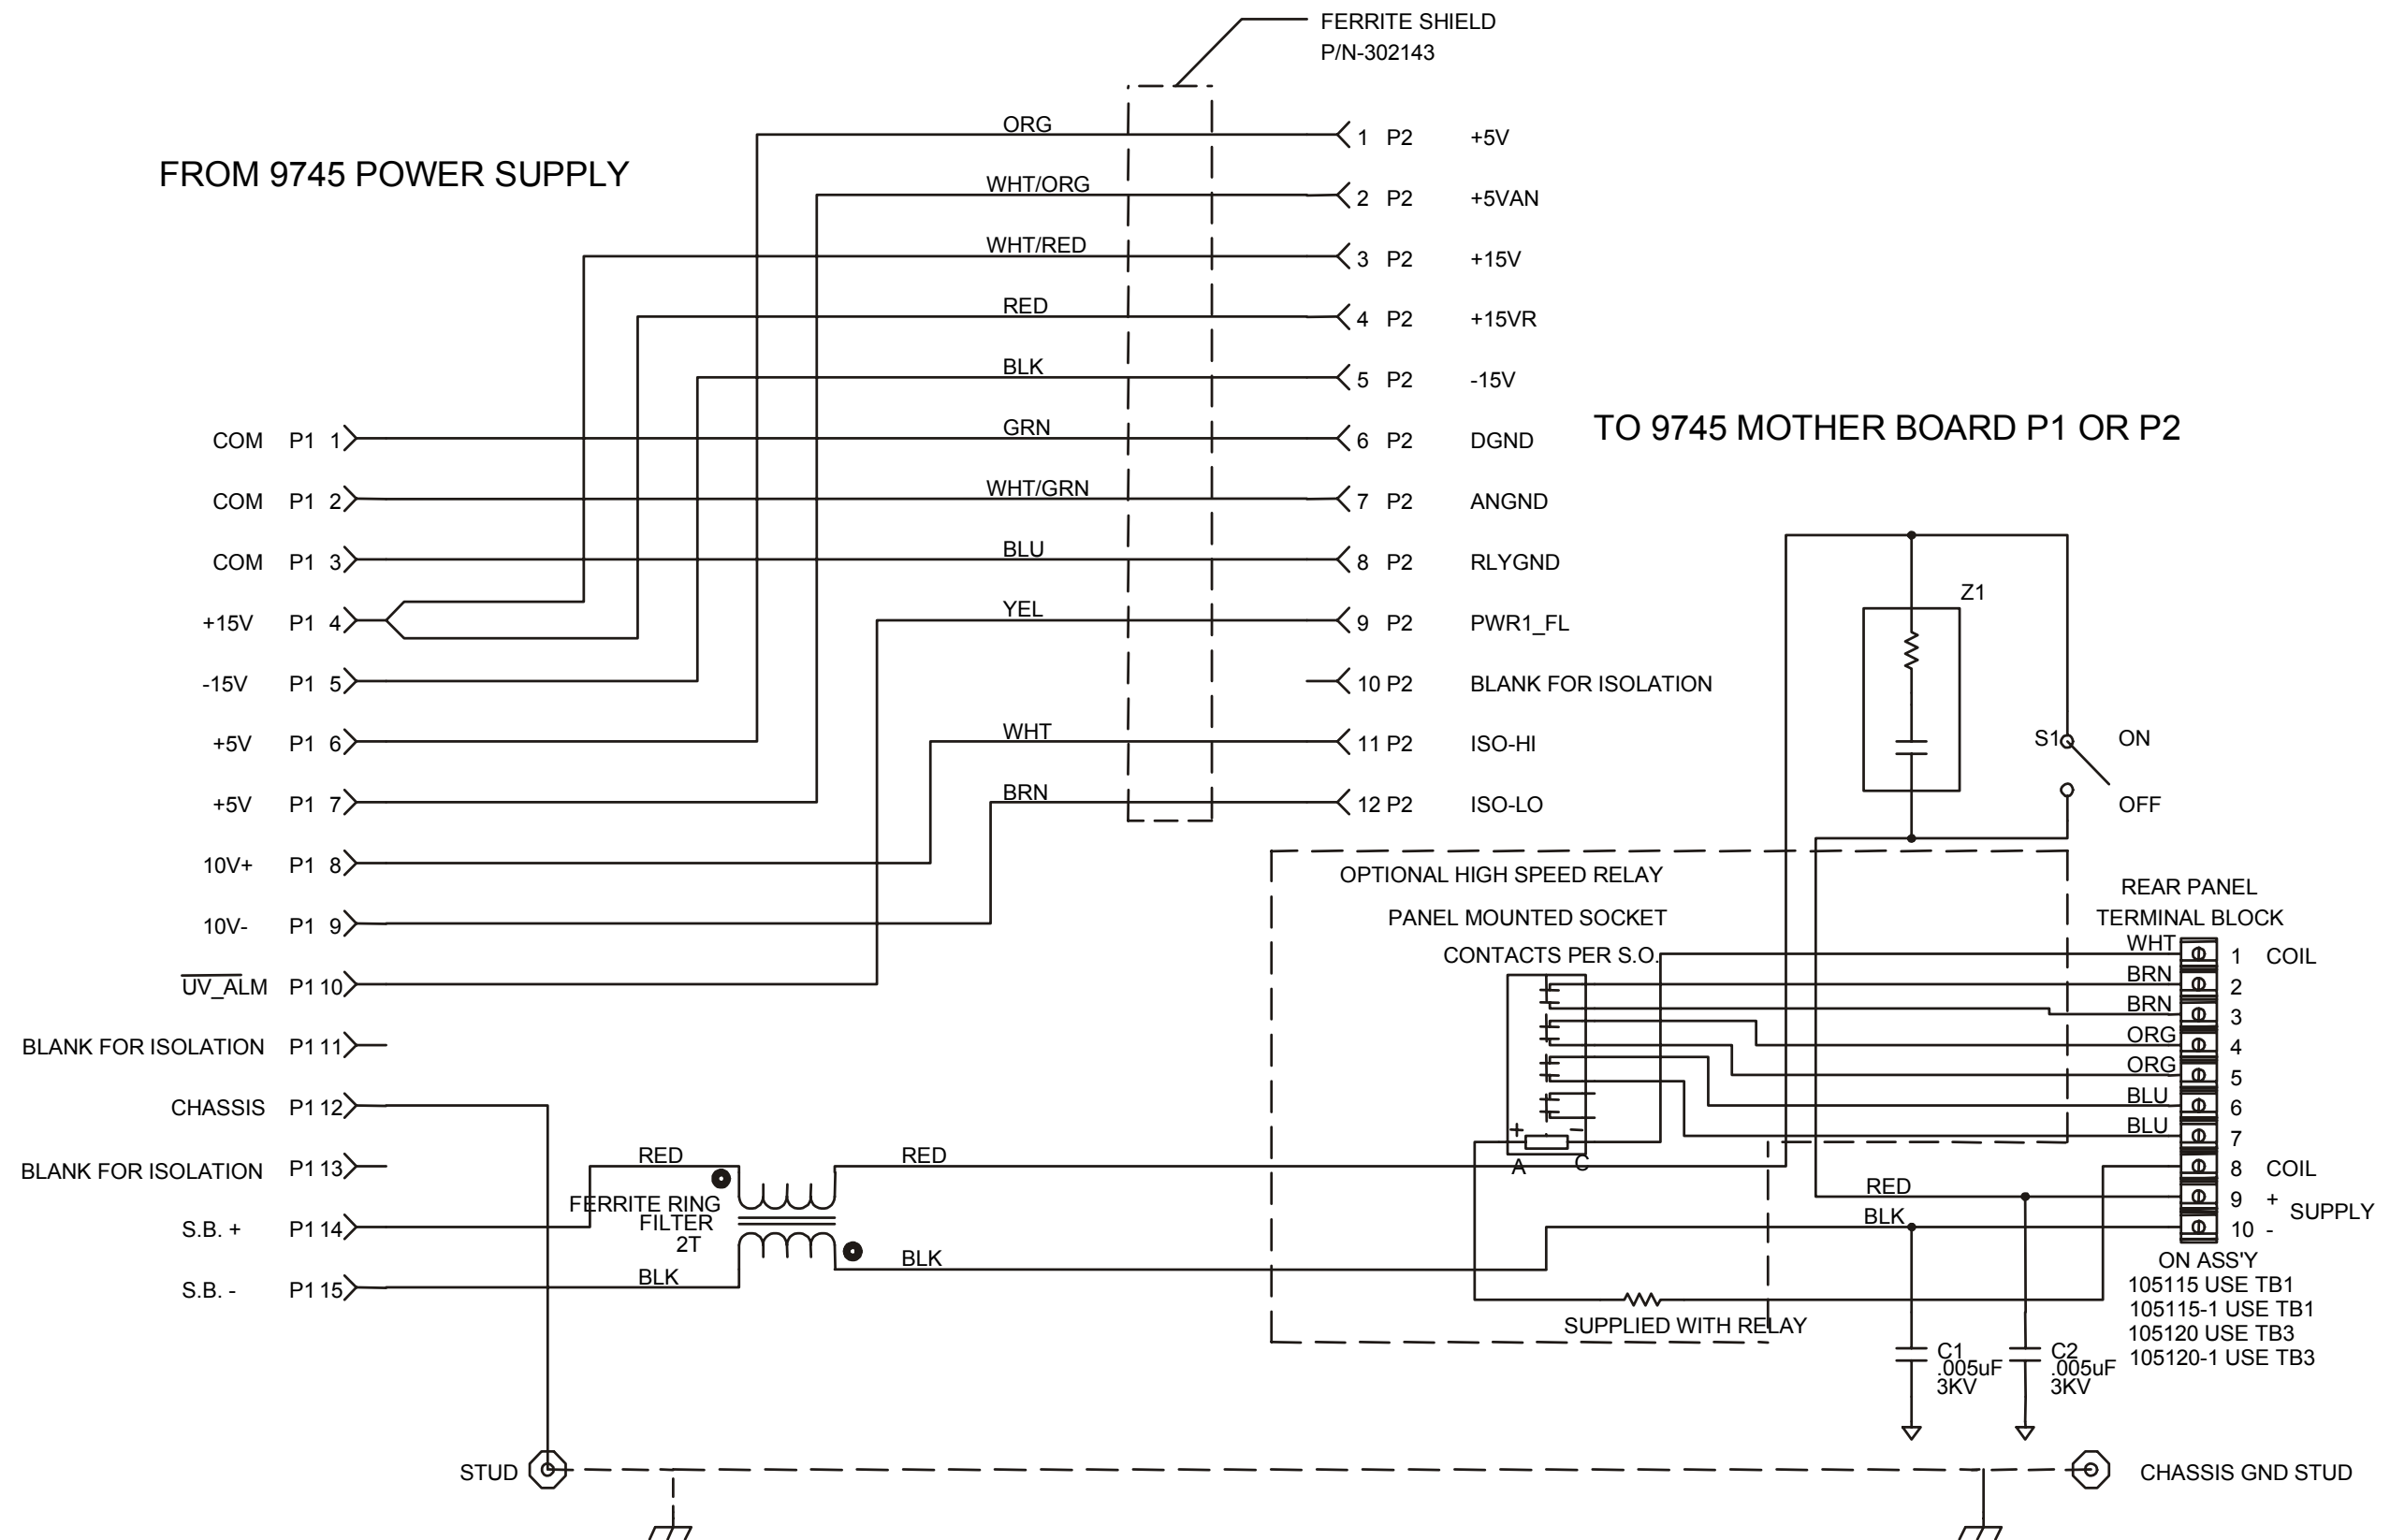 FERRITE SHIELD
P/N-302143
FROM 9745 POWER SUPPLY
ORG 1 P2 +5V
WHT/ORG 2 P2 +5VAN
WHT/RED 3 P2 +15V
RED 4 P2 +15VR
BLK 5 P2 -15V
TO 9745 MOTHER BOARD P1 OR P2
COM P1 1 GRN 6 P2 DGND
COM P1 2 WHT/GRN 7 P2 ANGND
COM P1 3 BLU 8 P2 RLYGND
Z1
+15V P1 4 YEL 9 P2 PWR1_FL
-15V P1 5 10 P2 BLANK FOR ISOLATION
+5V P1 6 WHT 11 P2 ISO-HI
S1 ON
+5V P1 7 BRN 12 P2 ISO-LO
OFF
10V+ P1 8
10V- P1 9
UV_ALM P1 10
BLANK FOR ISOLATION P1 11
CHASSIS P1 12
BLANK FOR ISOLATION P1 13
S.B. + P1 14
S.B. - P1 15
RED RED
FERRITE RING
FILTER
2T
BLK BLK
OPTIONAL HIGH SPEED RELAY
PANEL MOUNTED SOCKET
CONTACTS PER S.O.
+ -
A C
SUPPLIED WITH RELAY
REAR PANEL
TERMINAL BLOCK
WHT 1 COIL
BRN 2
BRN 3
ORG 4
ORG 5
BLU 6
BLU 7
8 COIL
RED 9 +
SUPPLY
BLK 10 -
ON ASS'Y
105115 USE TB1
105115-1 USE TB1
105120 USE TB3
105120-1 USE TB3
C1
.005uF
3KV
C2
.005uF
3KV
STUD
CHASSIS GND STUD